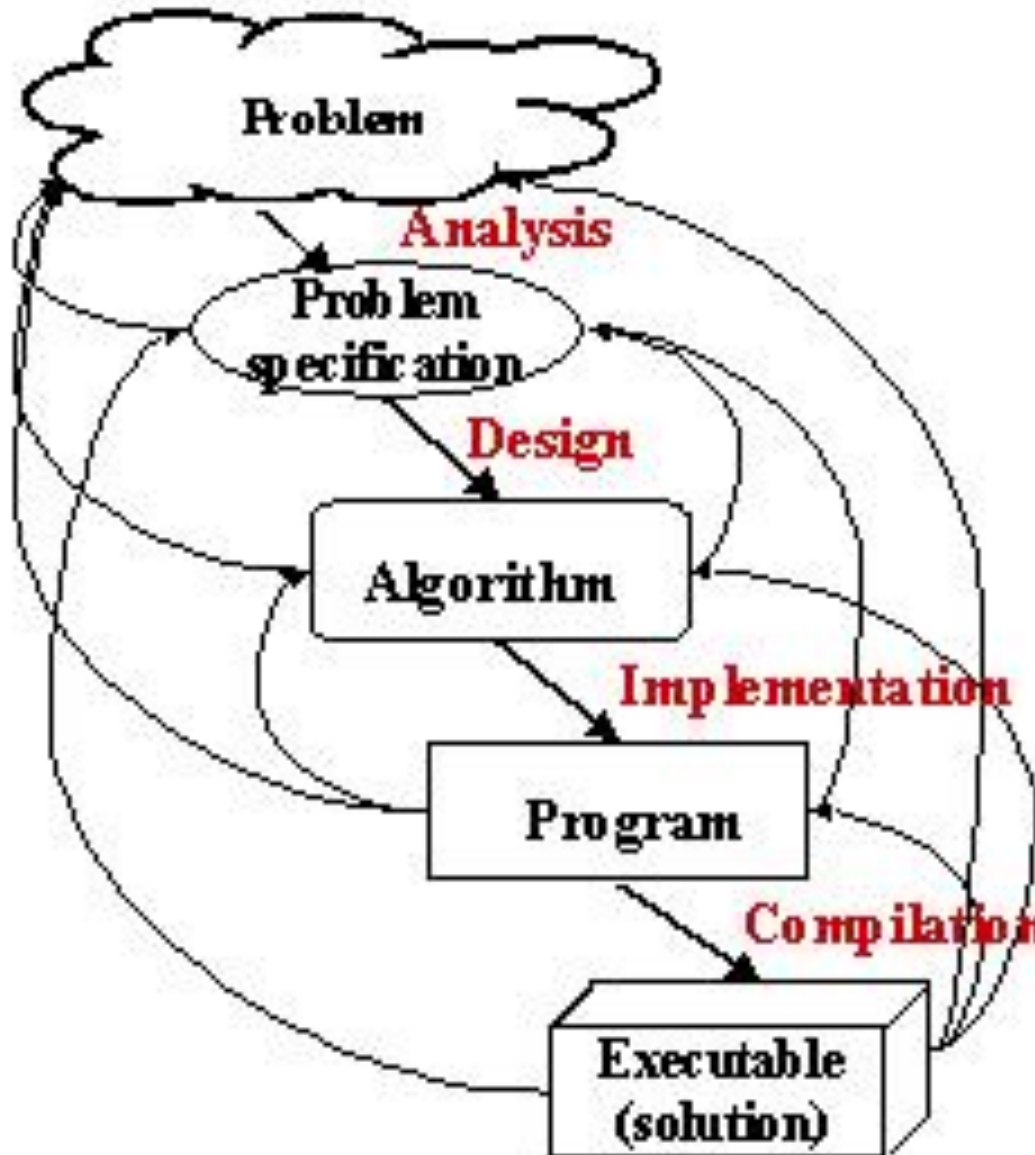 Problem
Analysis
Problem
specification
Design
Algorithm
Implementation
Program
Compilation
Executable
(solution)